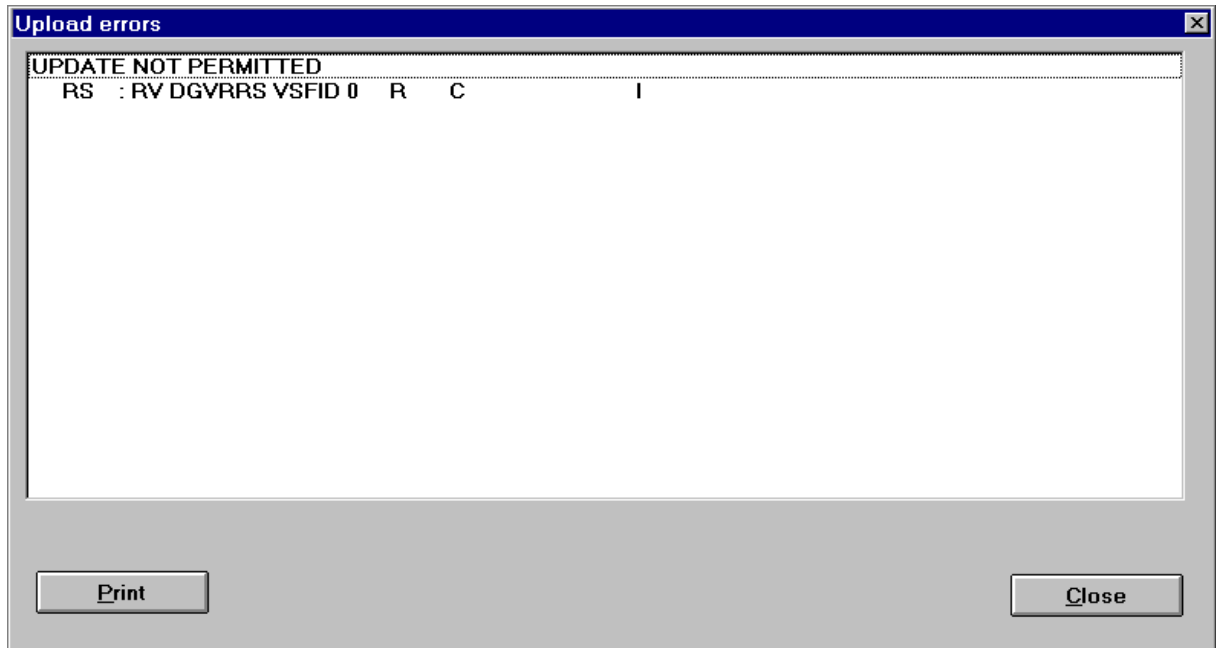 Upload errors
UPDATE NOT PERMITTED
RS : RV DGVRRS VSFID 0 R C I
Print
Close